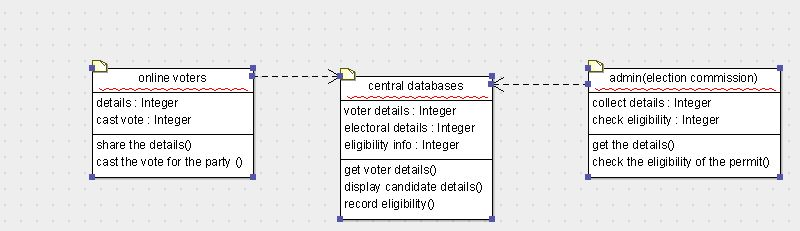 online voters
details : Integer
cast vote : Integer
share the details()
cast the vote for the party ()
central databases
voter details : Integer
electoral details : Integer
eligibility info : Integer
get voter details()
display candidate details()
record eligibility()
admin(election commission)
collect details : Integer
check eligibility : Integer
get the details()
check the eligibility of the permit()